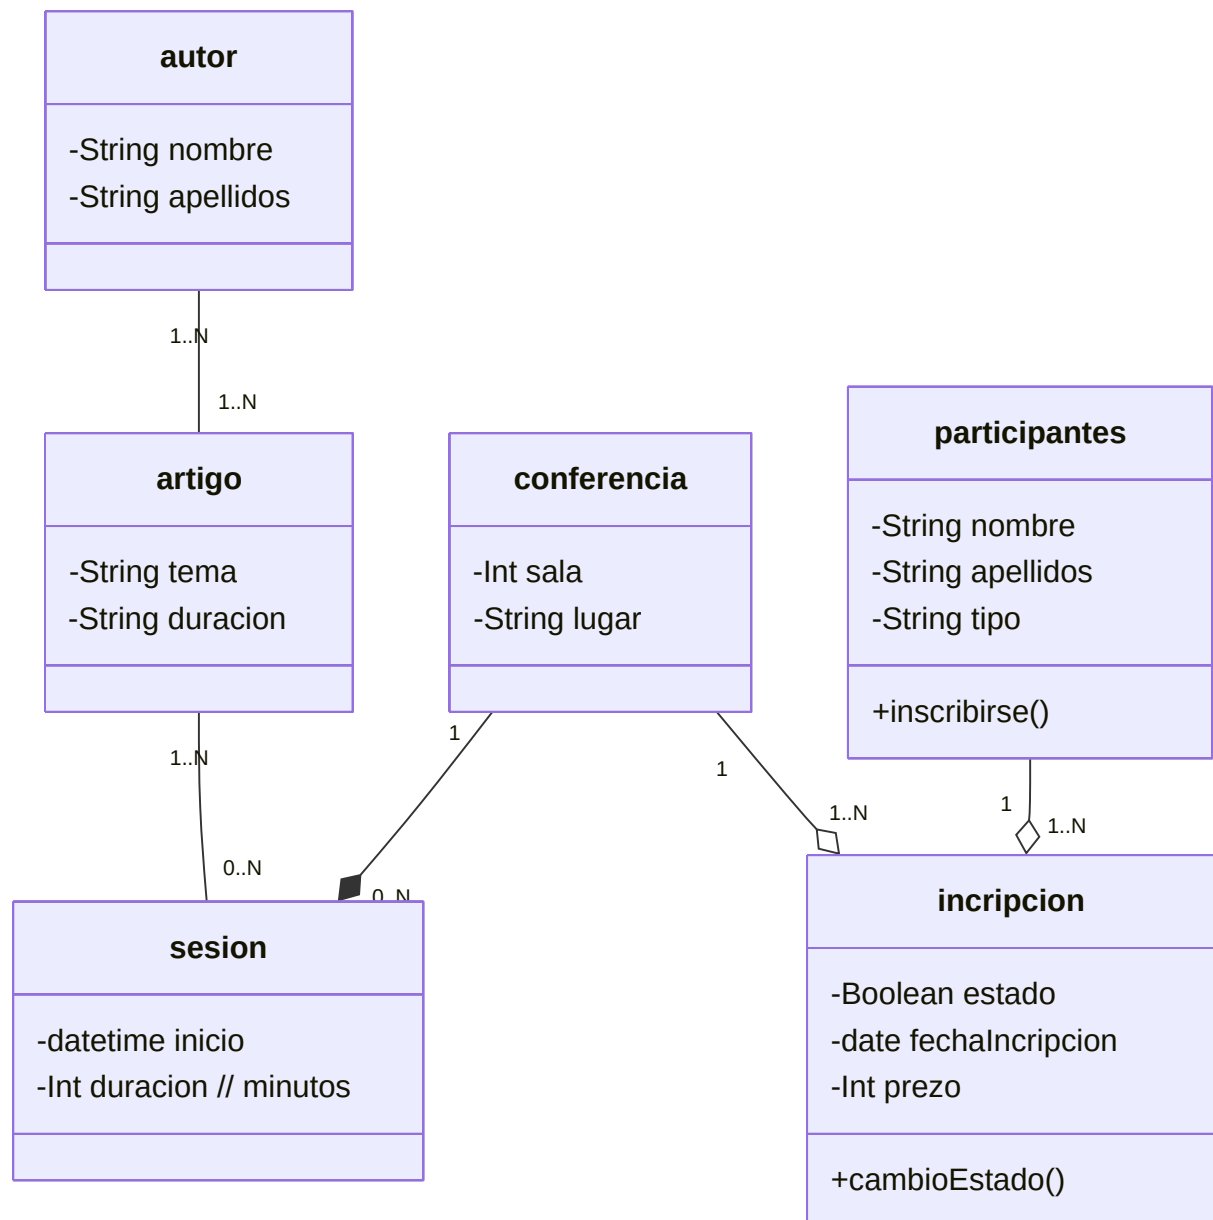 autor
-String nombre
-String apellidos
1..N
1..N
artigo
-String tema
-String duracion
conferencia
-Int sala
-String lugar
participantes
-String nombre
-String apellidos
-String tipo
+inscribirse()
1..N
0..N
1
0..N
1
1..N
1
1..N
sesion
-datetime inicio
-Int duracion // minutos
incripcion
-Boolean estado
-date fechaIncripcion
-Int prezo
+cambioEstado()